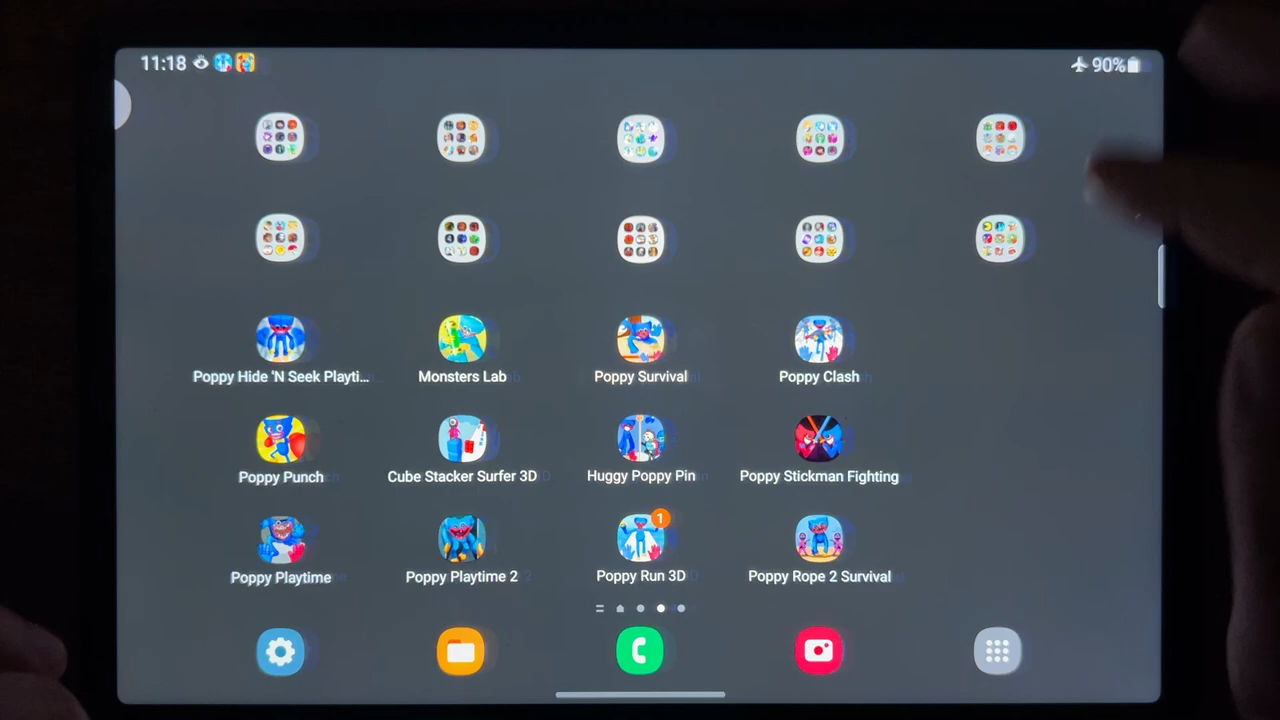 11:18
90%
Poppy Hide 'N Seek Playti...
Monsters Lab
Poppy Survival
Poppy Clash
Poppy Punch
Cube Stacker Surfer 3D
Huggy Poppy Pin
Poppy Stickman Fighting
1
Poppy Playtime
Poppy Playtime 2
Poppy Run 3D
Poppy Rope 2 Survival